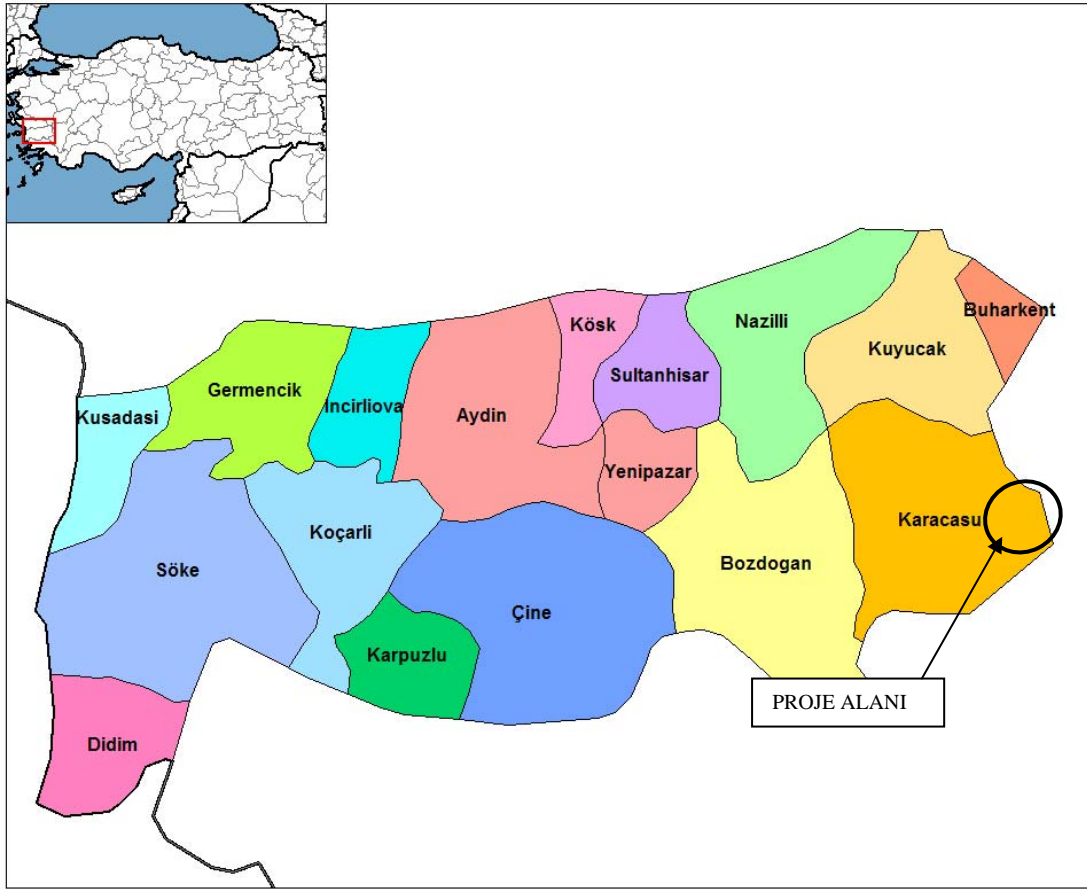 Buharkent
Nazilli
Kösk
Kuyucak
Sultanhisar
Germencik
Incirliova
Kusadasi
Aydin
Yenipazar
Karacasu
Koçarli
Bozdogan
Söke
Çine
Karpuzlu
PROJE ALANI
Didim